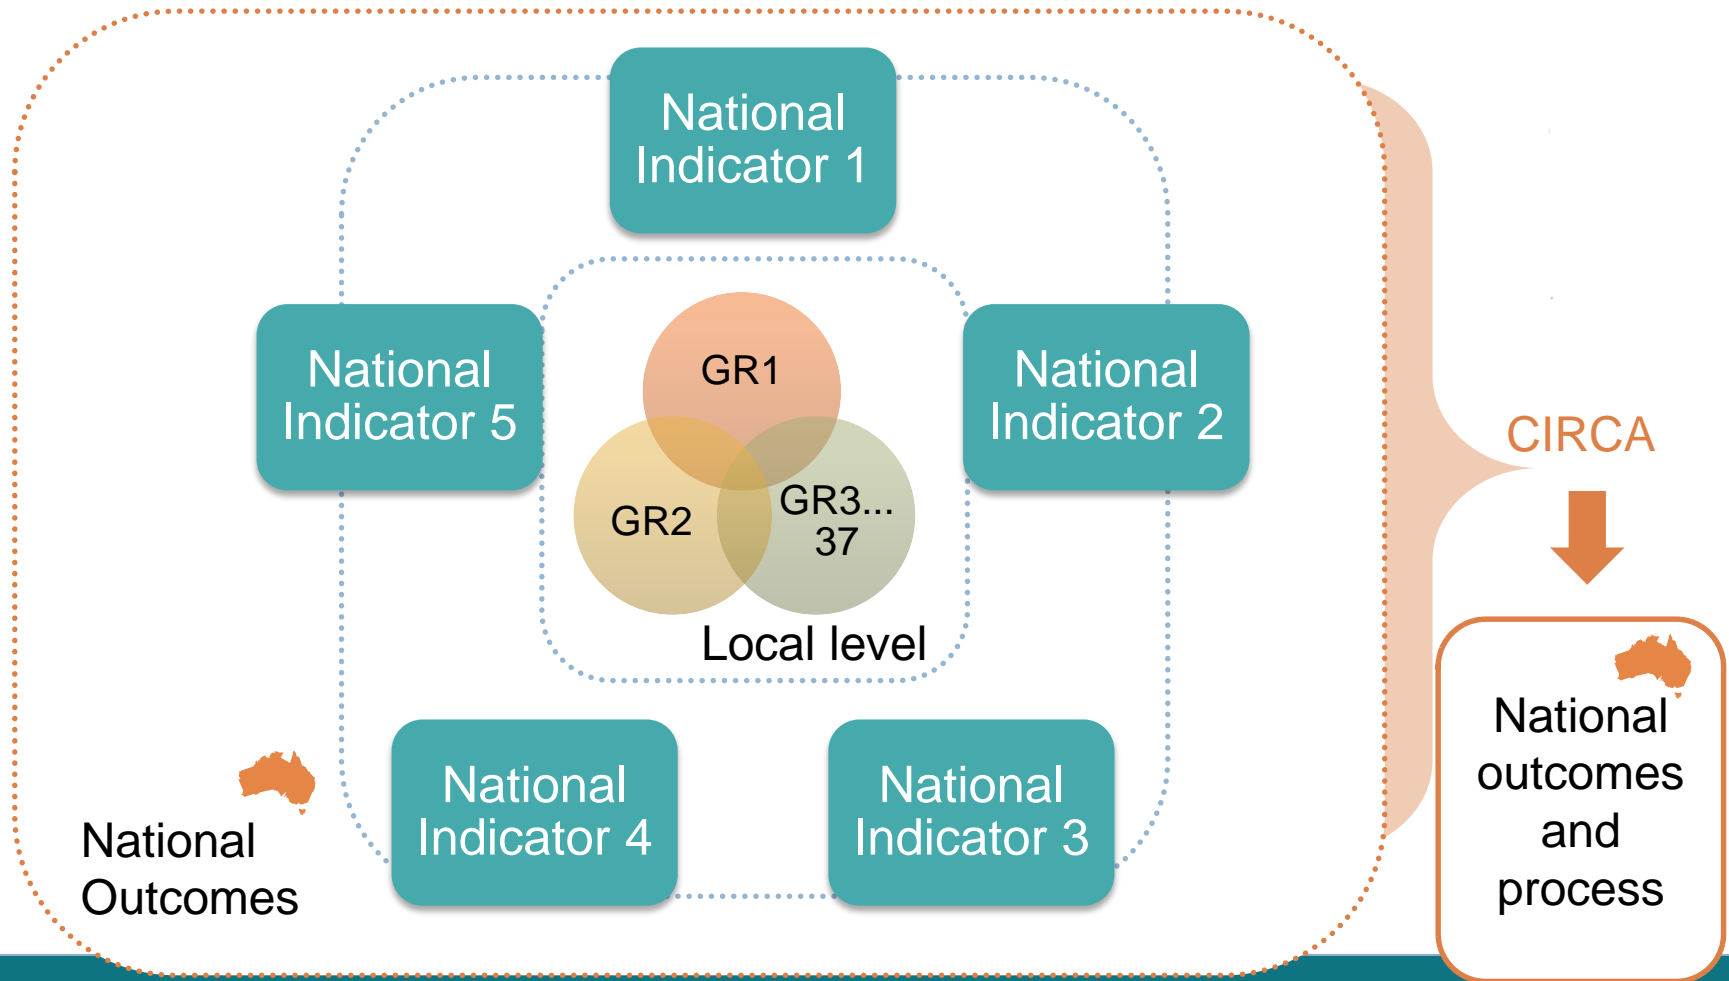 National
Indicator 1
National
Indicator 5
GR1
National
Indicator 2
CIRCA
GR2
GR3...
37
Local level
National
Indicator 4
National
Indicator 3
National
Outcomes
National
outcomes
and
process